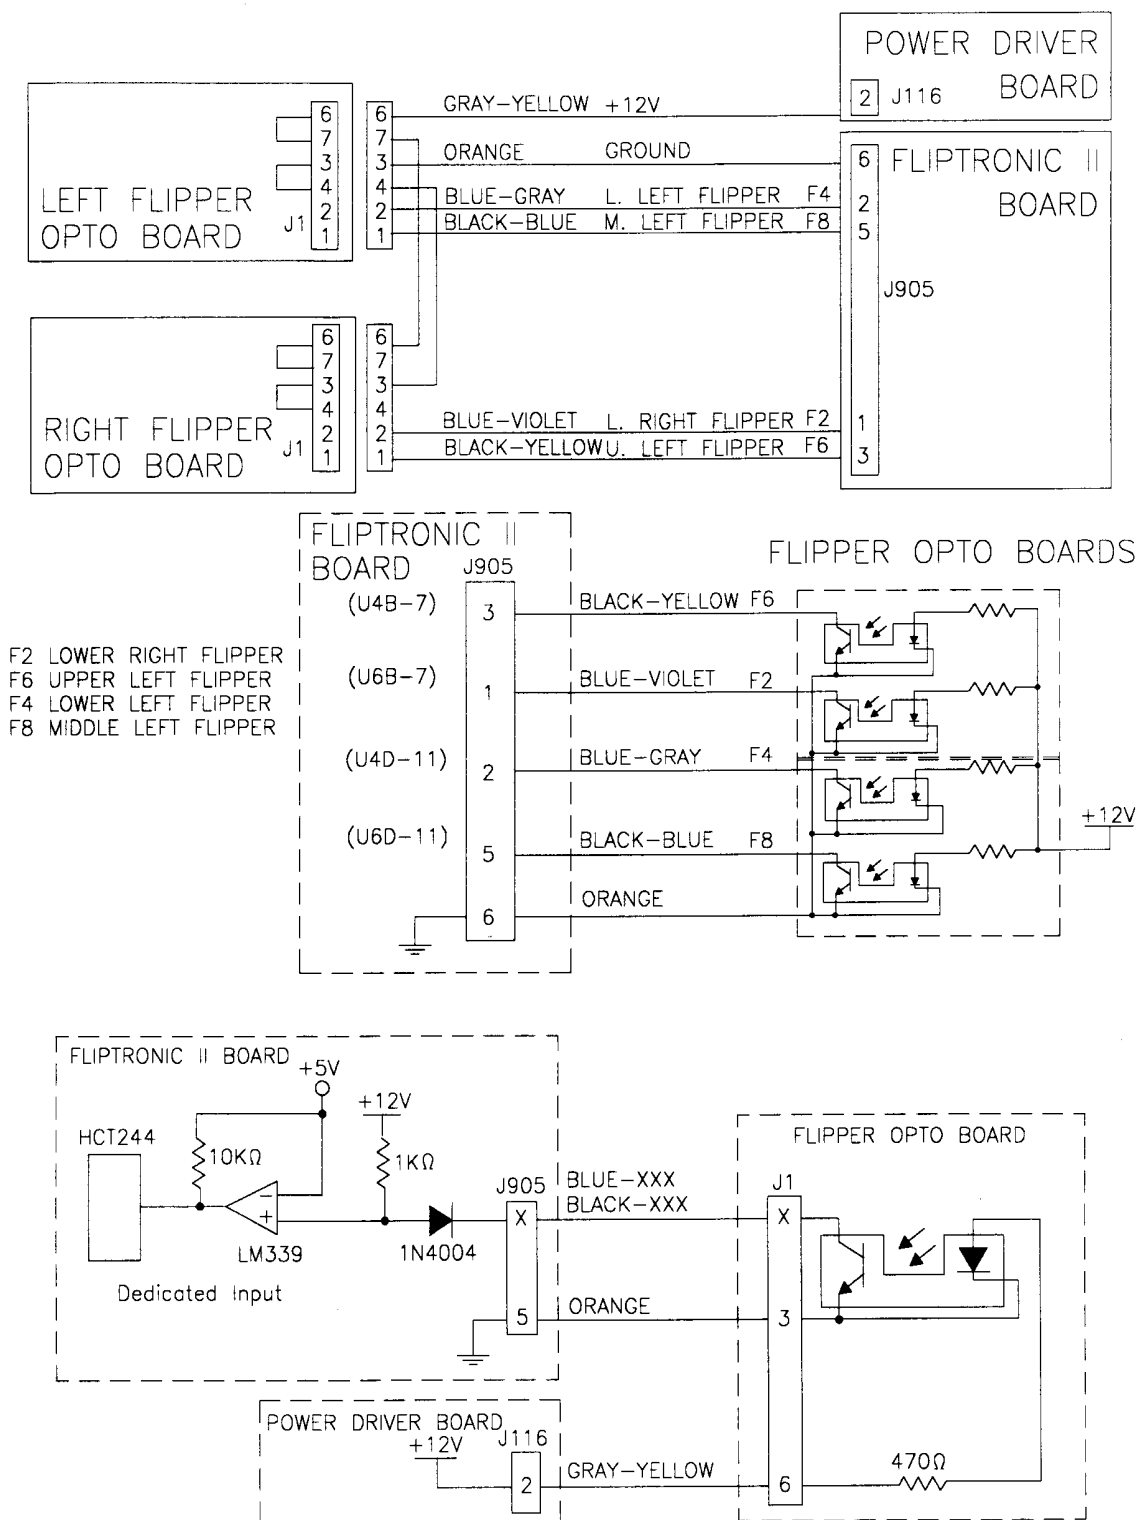 POWER DRIVER
BOARD
2 J116
LEFT FLIPPER
OPTO BOARD
J1
6
7
3
4
2
1
6
7
3
4
2
1
GRAY-YELLOW +12V
ORANGE GROUND
BLUE-GRAY L. LEFT FLIPPER F4
BLACK-BLUE M. LEFT FLIPPER F8
6
2
5
FLIPTRONIC II
BOARD
J905
1
3
RIGHT FLIPPER
OPTO BOARD
J1
6
7
3
4
2
1
6
7
3
4
2
1
BLUE-VIOLET L. RIGHT FLIPPER F2
BLACK-YELLOW U. LEFT FLIPPER F6
FLIPTRONIC II
BOARD
J905
FLIPPER OPTO BOARDS
(U4B-7) 3 BLACK-YELLOW F6
(U6B-7) 1 BLUE-VIOLET F2
(U4D-11) 2 BLUE-GRAY F4
(U6D-11) 5 BLACK-BLUE F8
6 ORANGE
+12V
F2 LOWER RIGHT FLIPPER
F6 UPPER LEFT FLIPPER
F4 LOWER LEFT FLIPPER
F8 MIDDLE LEFT FLIPPER
FLIPTRONIC II BOARD
+5V
+12V
HCT244
10KΩ
1KΩ
−
+
LM339
1N4004
Dedicated Input
J905
X
5
BLUE-XXX
BLACK-XXX
ORANGE
FLIPPER OPTO BOARD
J1
X
3
6
470Ω
POWER DRIVER BOARD
+12V
J116
2
GRAY-YELLOW